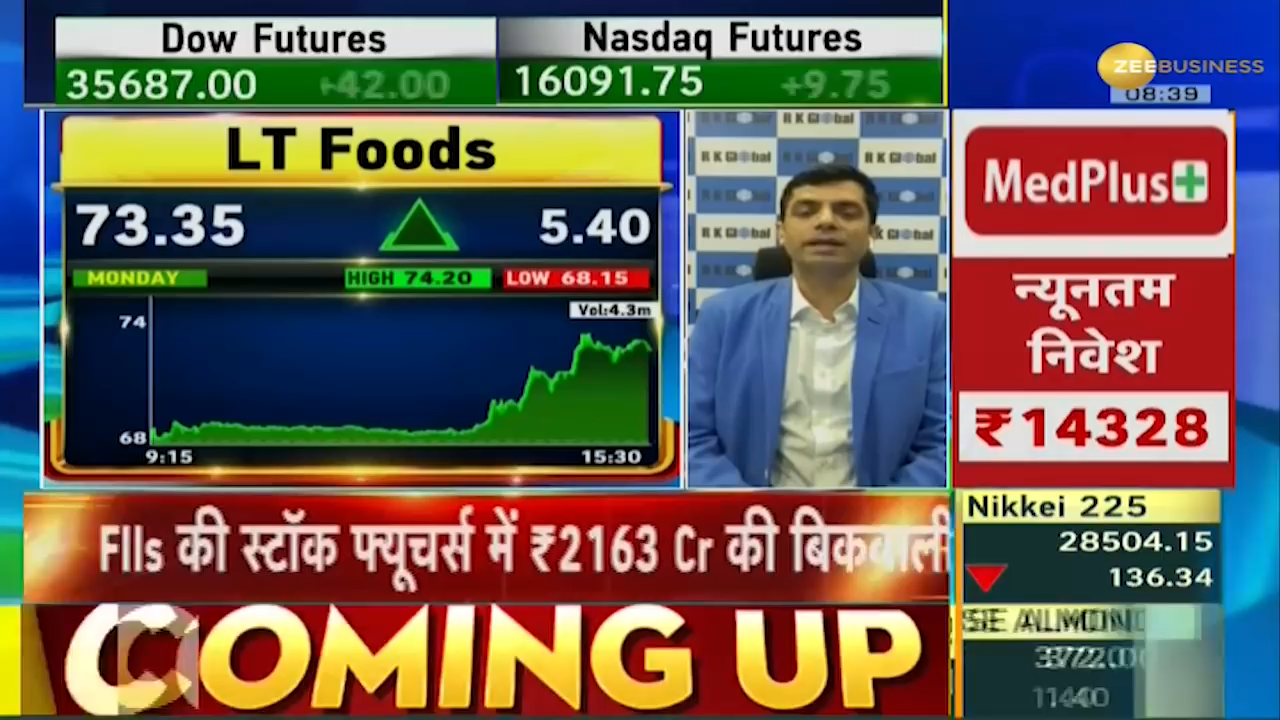 Dow Futures
35687.00 +42.00
Nasdaq Futures
16091.75 +9.75
ZEEBUSINESS
08:39
LT Foods
73.35 5.40
MONDAY HIGH 74.20 LOW 68.15
Vol:4.3m
74
68
9:15 15:30
R K Gl bal
MedPlus+
न्यूनतम
निवेश
₹14328
FIIs की स्टॉक फ्यूचर्स में ₹2163 Cr की बिकवाली
Nikkei 225
28504.15
136.34
COMING UP